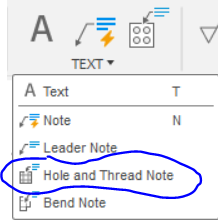 A
TEXT ▾
A Text T
Note N
Leader Note
Hole and Thread Note
Bend Note